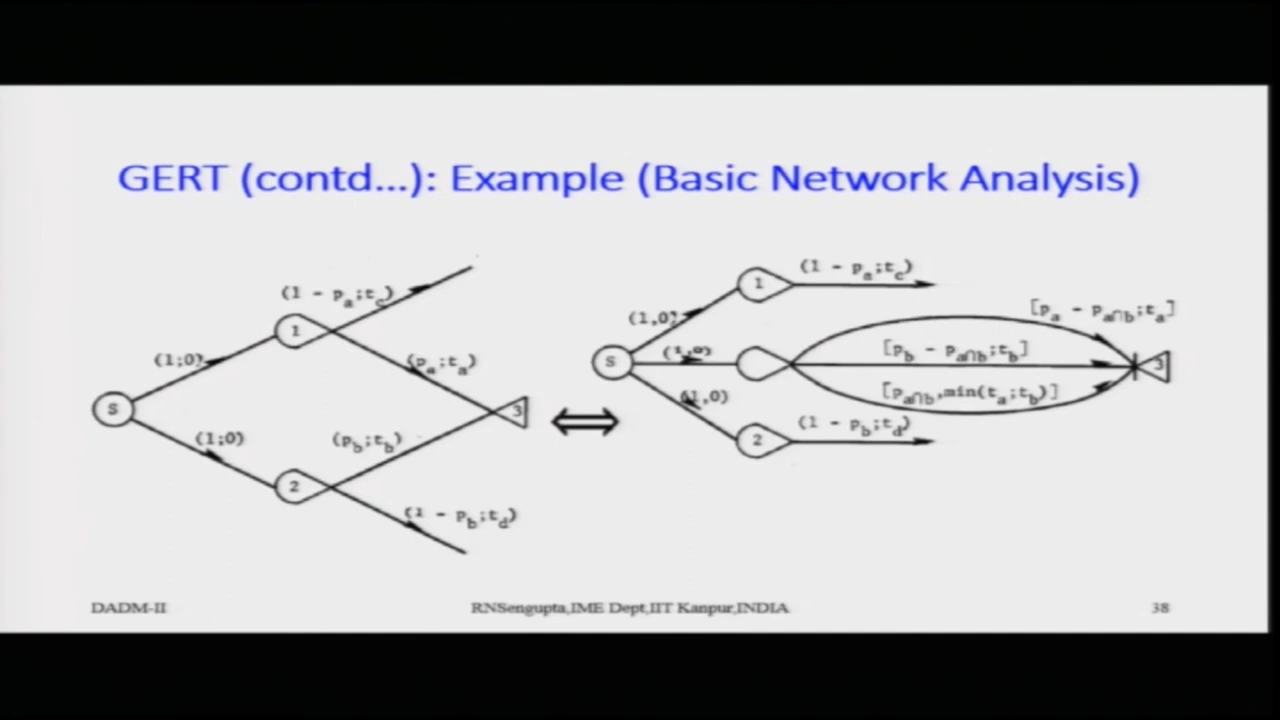 GERT (contd...): Example (Basic Network Analysis)
(1 - pa;tc)
1
(1;0)
(pa;ta)
S
3
(1;0)
(pb;tb)
2
(1 - pb;td)
(1 - pa;tc)
1
(1,0)
[pa - pa∩b;ta]
(1,0)
[pb - pa∩b;tb]
S
3
(1,0)
[pa∩b,min(ta;tb)]
(1 - pb;td)
2
DADM-II
RNSengupta,IME Dept,IIT Kanpur,INDIA
38